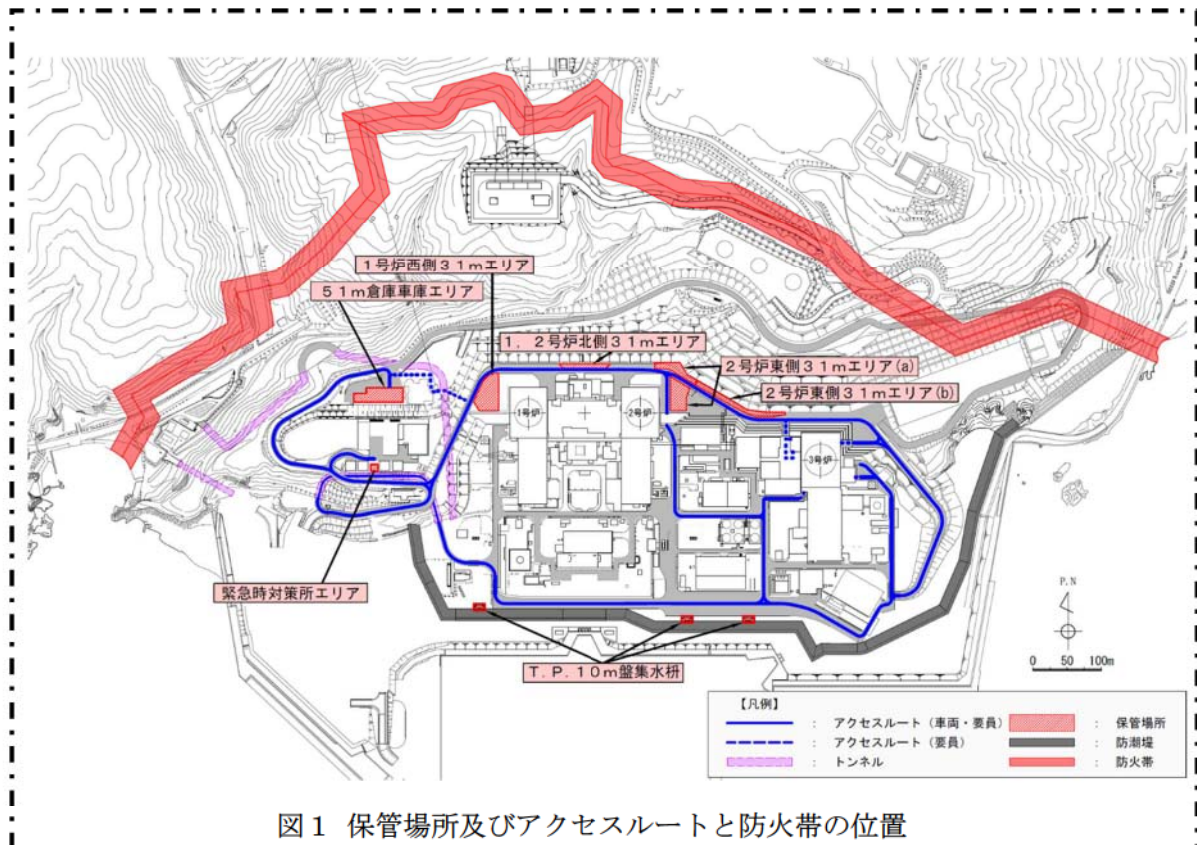 1号炉西側31mエリア
51m倉庫車庫エリア
1,2号炉北側31mエリア
2号炉東側31mエリア(a)
2号炉東側31mエリア(b)
1号炉
2号炉
3号炉
緊急時対策所エリア
T.P.10m盤集水枡
P.N
0 50 100m
【凡例】
: アクセスルート(車両・要員) : 保管場所
: アクセスルート(要員) : 防潮堤
: トンネル : 防火帯
図1 保管場所及びアクセスルートと防火帯の位置